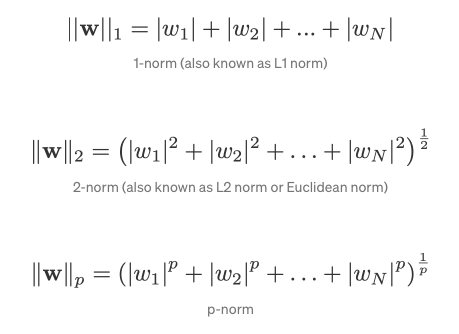 ||𝐰||₁ = |w₁| + |w₂| + ... + |w_N|
1-norm (also known as L1 norm)
‖𝐰‖₂ = (|w₁|² + |w₂|² + . . . + |w_N|²)^{1/2}
2-norm (also known as L2 norm or Euclidean norm)
‖𝐰‖_p = (|w₁|^p + |w₂|^p + . . . + |w_N|^p)^{1/p}
p-norm